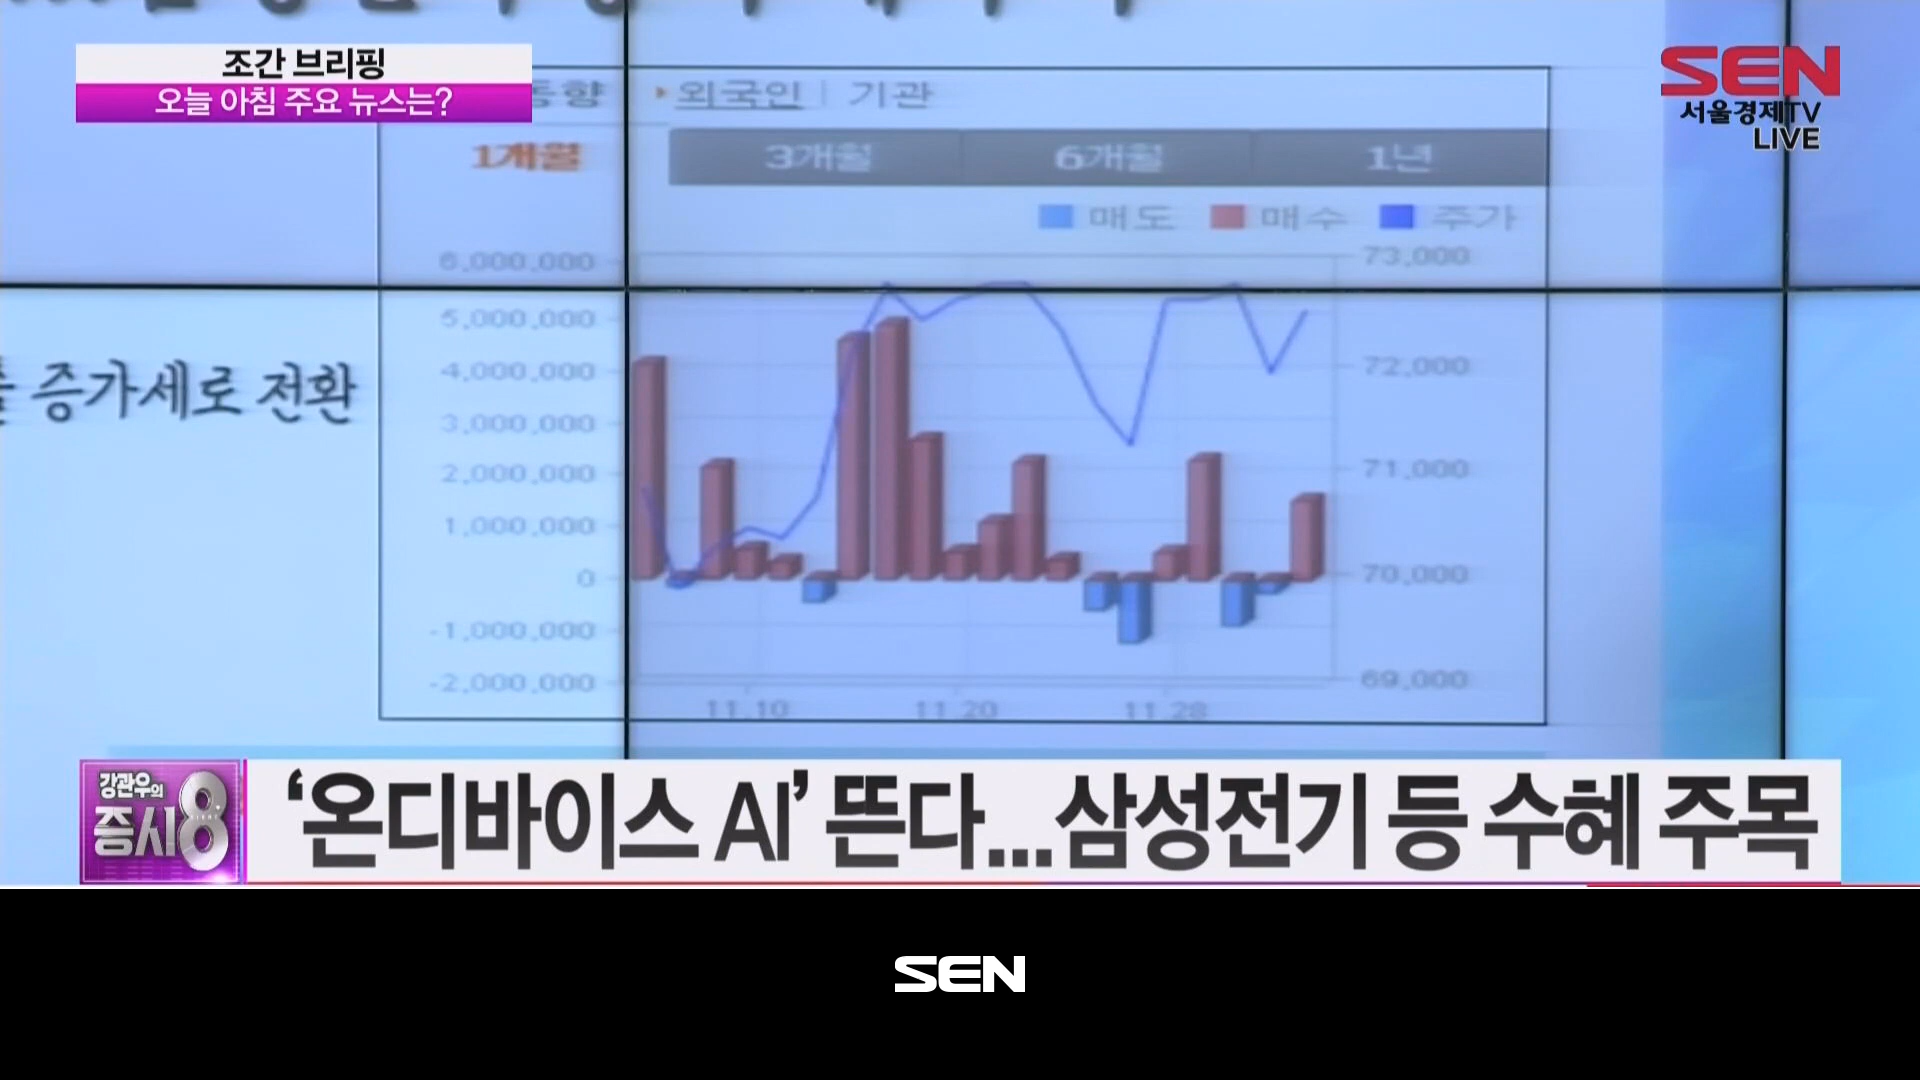 조간 브리핑
오늘 아침 주요 뉴스는?
SEN
서울경제TV
LIVE
동향 외국인 기관
1개월 3개월 6개월 1년
매도 매수 주가
6,000,000 73,000
5,000,000
4,000,000 72,000
3,000,000
2,000,000 71,000
1,000,000
0 70,000
-1,000,000
-2,000,000 69,000
11.10 11.20 11.28
증가세로 전환
강관우의
증시8
‘온디바이스 AI’ 뜬다...삼성전기 등 수혜 주목
SEN